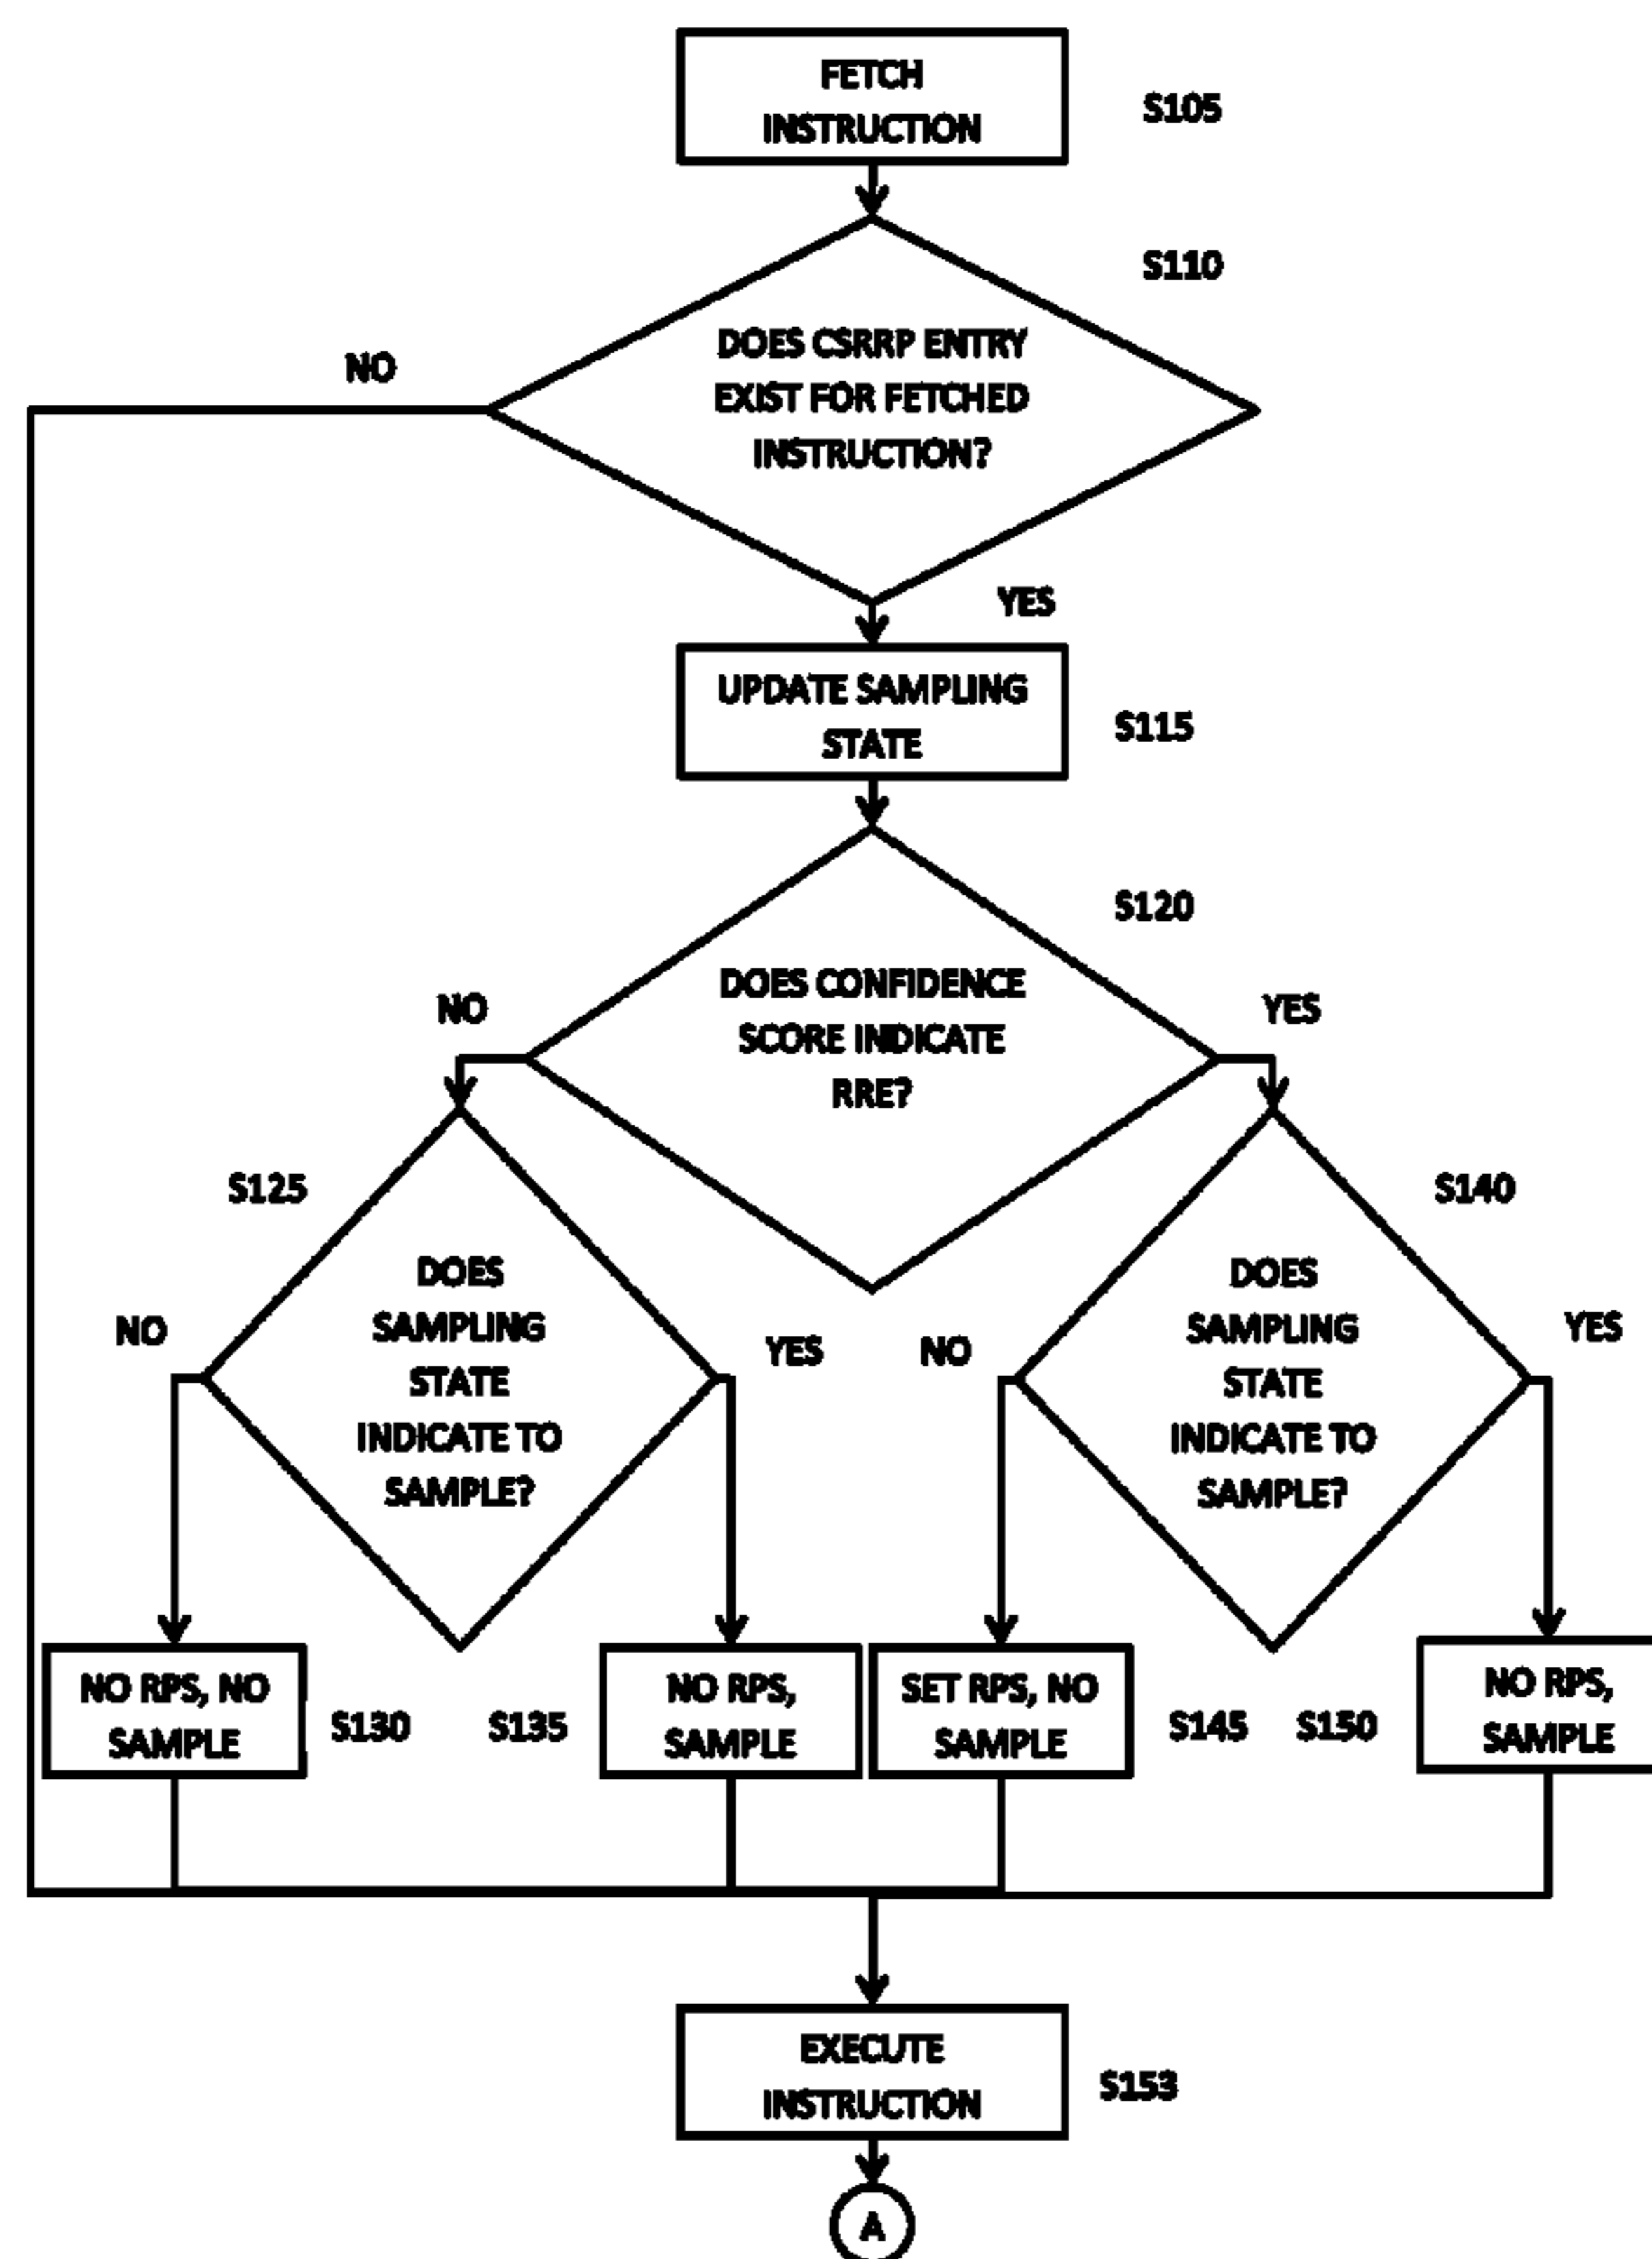 FETCH
INSTRUCTION
S105
S110
DOES CSRRP ENTRY
EXIST FOR FETCHED
INSTRUCTION?
NO
YES
UPDATE SAMPLING
STATE
S115
S120
DOES CONFIDENCE
SCORE INDICATE
RRE?
NO
YES
S125
DOES
SAMPLING
STATE
INDICATE TO
SAMPLE?
NO
YES
S140
DOES
SAMPLING
STATE
INDICATE TO
SAMPLE?
NO
YES
NO RPS, NO
SAMPLE
S130
S135
NO RPS,
SAMPLE
SET RPS, NO
SAMPLE
S145
S150
NO RPS,
SAMPLE
EXECUTE
INSTRUCTION
S153
A